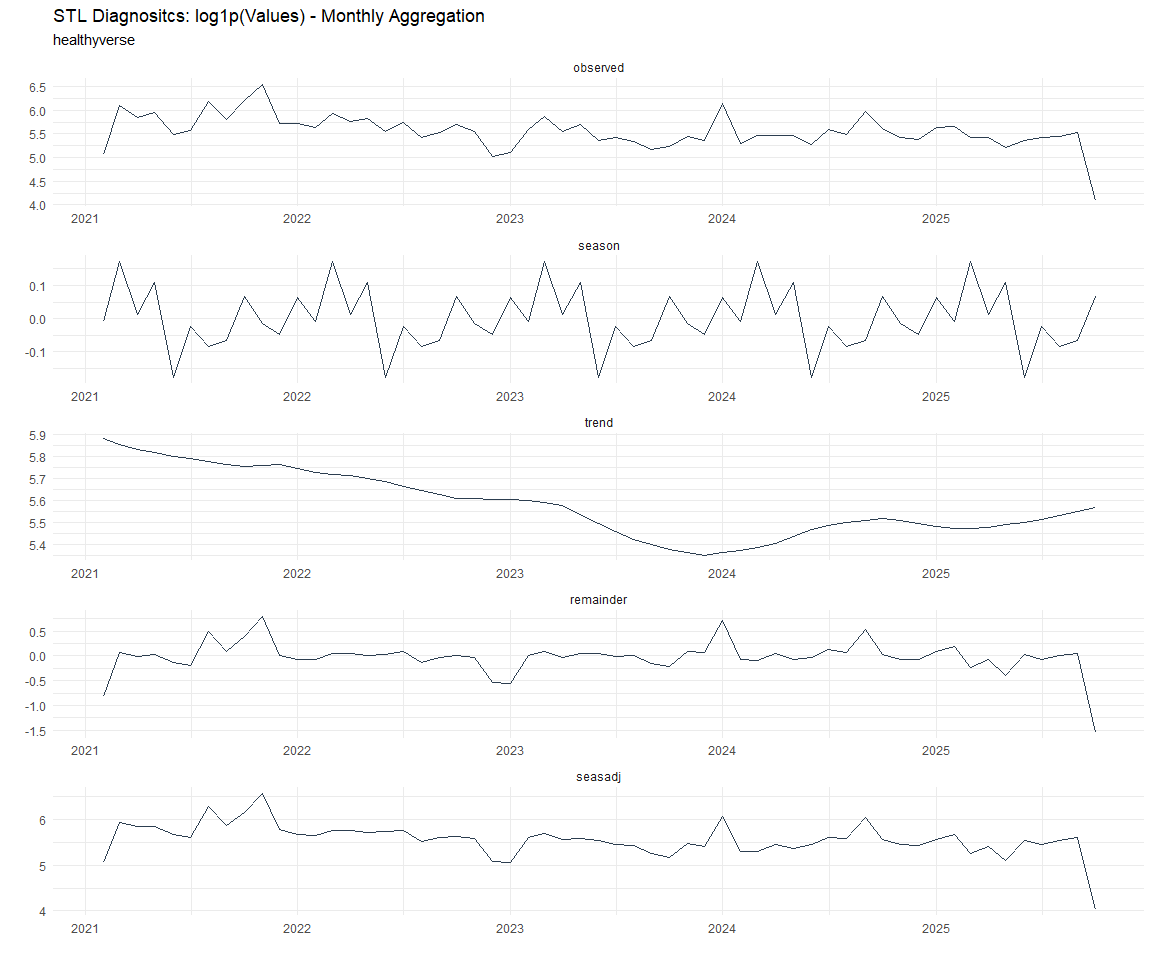 STL Diagnositcs: log1p(Values) - Monthly Aggregation
healthyverse
observed
6.5
6.0
5.5
5.0
4.5
4.0
2021 2022 2023 2024 2025
season
0.1
0.0
-0.1
2021 2022 2023 2024 2025
trend
5.9
5.8
5.7
5.6
5.5
5.4
2021 2022 2023 2024 2025
remainder
0.5
0.0
-0.5
-1.0
-1.5
2021 2022 2023 2024 2025
seasadj
6
5
4
2021 2022 2023 2024 2025